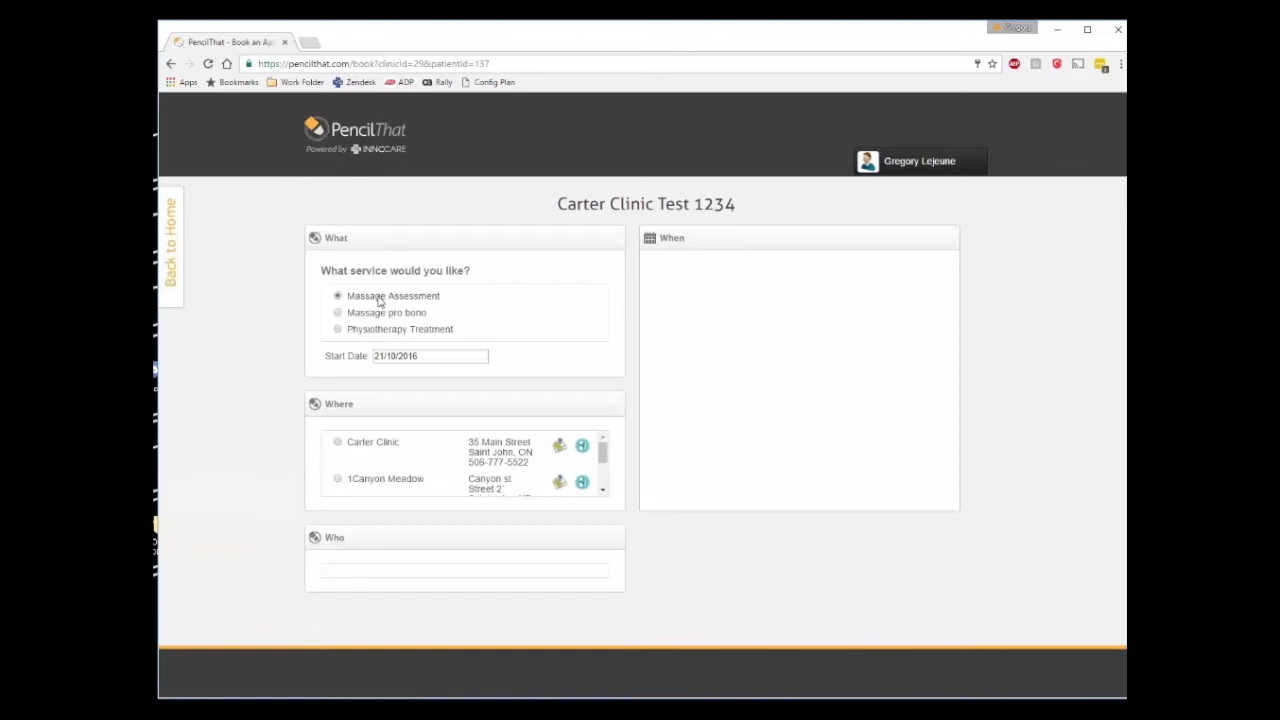 Gregory
PencilThat - Book an Ap
https://pencilthat.com/book?clinicid=29&patientid=137
Apps Bookmarks Work Folder Zendesk ADP Rally Config Plan
PencilThat
Powered by INNOCARE
Gregory Lejeune
Back to Home
Carter Clinic Test 1234
What
What service would you like?
Massage Assessment
Massage pro bono
Physiotherapy Treatment
Start Date 21/10/2016
Where
Carter Clinic
35 Main Street
Saint John, ON
506-777-5522
1Canyon Meadow
Canyon st
Street 2'
Who
When